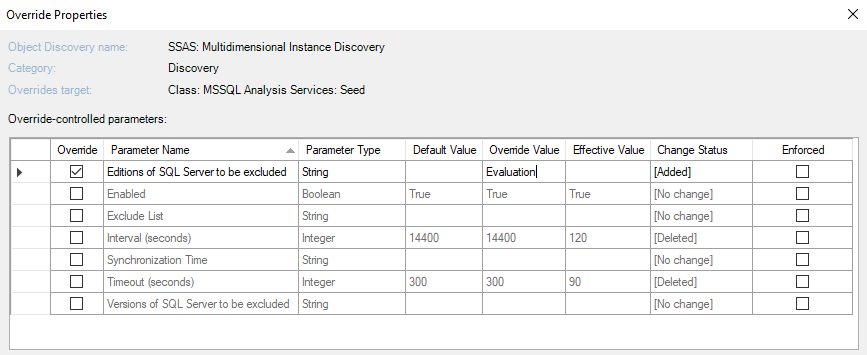 Override Properties
Object Discovery name: SSAS: Multidimensional Instance Discovery
Category: Discovery
Overrides target: Class: MSSQL Analysis Services: Seed
Override-controlled parameters:
Override Parameter Name Parameter Type Default Value Override Value Effective Value Change Status Enforced
Editions of SQL Server to be excluded String Evaluation [Added]
Enabled Boolean True True True [No change]
Exclude List String [No change]
Interval (seconds) Integer 14400 14400 120 [Deleted]
Synchronization Time String [No change]
Timeout (seconds) Integer 300 300 90 [Deleted]
Versions of SQL Server to be excluded String [No change]